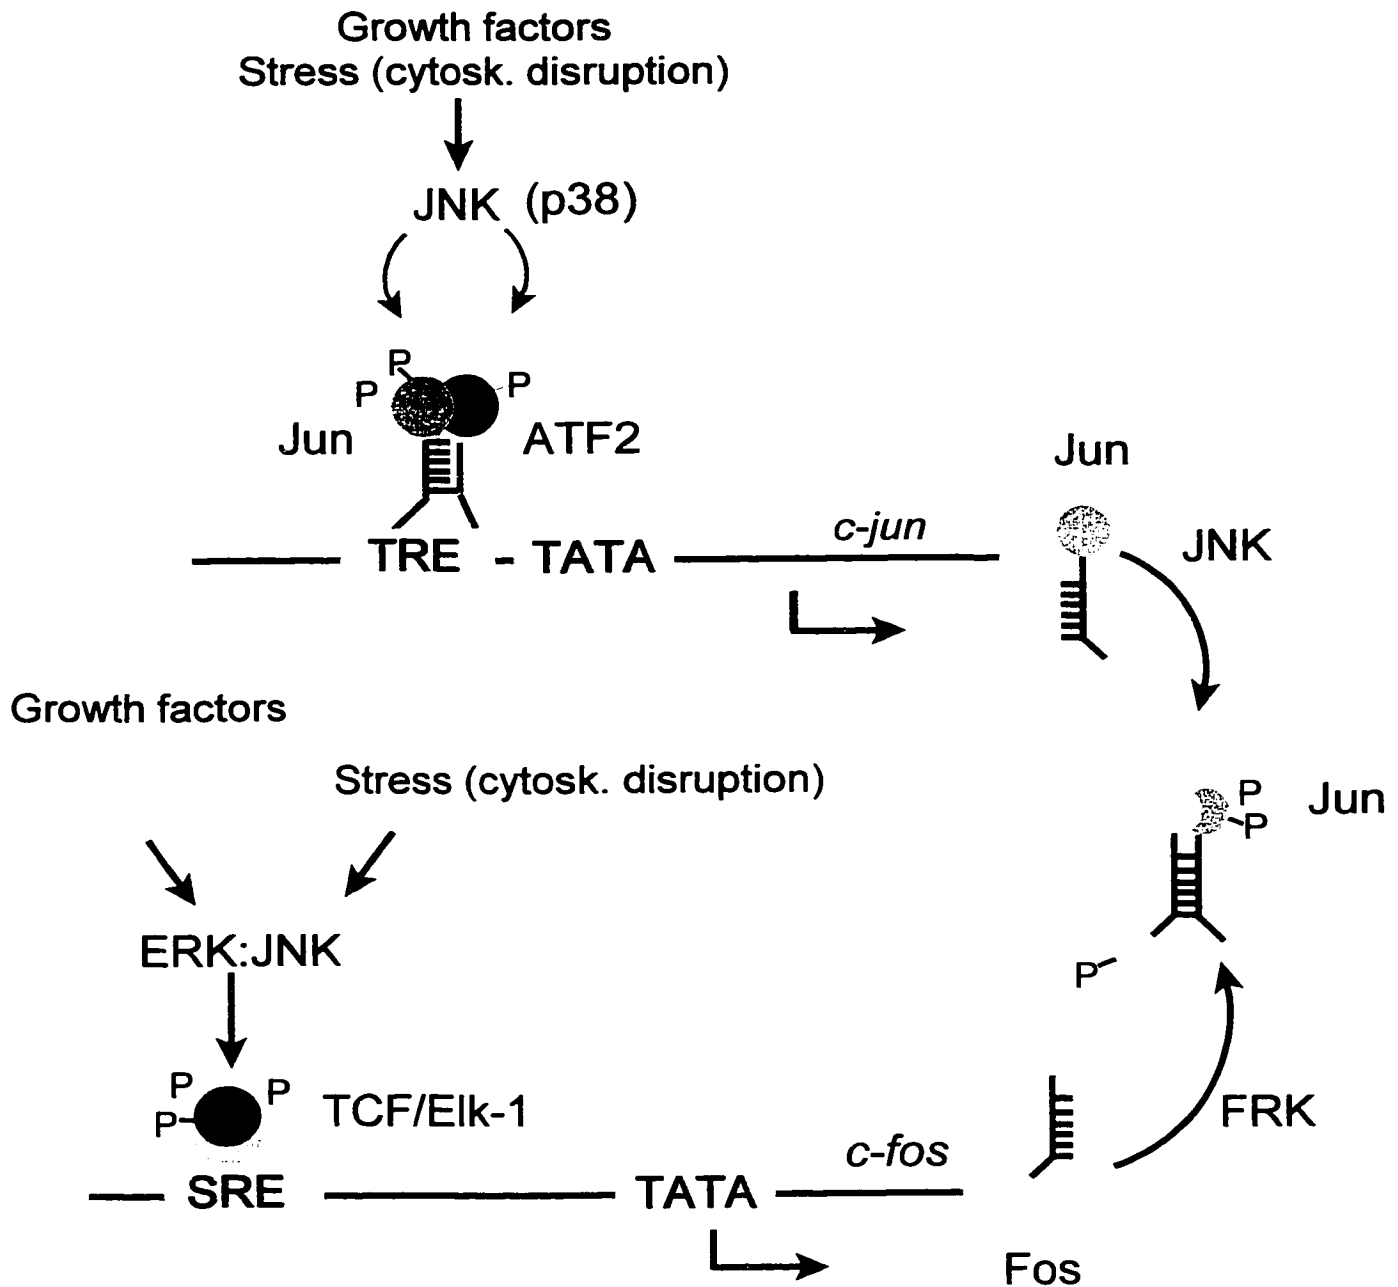 Growth factors
Stress (cytosk. disruption)
JNK (p38)
P
P
P
Jun
ATF2
Jun
c-jun
JNK
TRE - TATA
Growth factors
Stress (cytosk. disruption)
P
P
Jun
ERK:JNK
P
P
P
P
TCF/Elk-1
FRK
c-fos
SRE
TATA
Fos